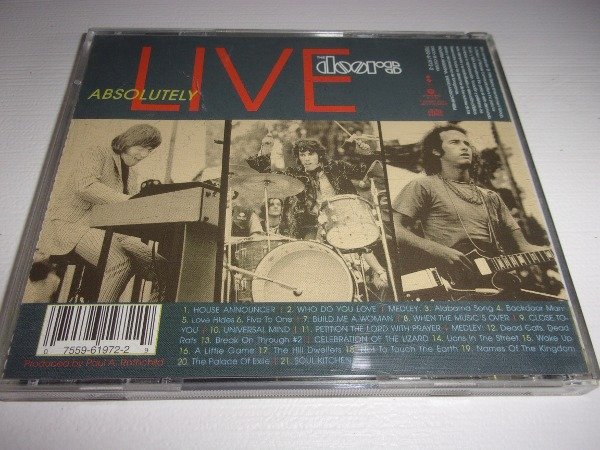 LIVE
THE
doors
ABSOLUTELY
1. HOUSE ANNOUNCER | 2. WHO DO YOU LOVE | MEDLEY: 3. Alabama Song 4. Backdoor Man
5. Love Hides 6. Five To One | 7. BUILD ME A WOMAN | 8. WHEN THE MUSIC'S OVER | 9. CLOSE TO
YOU | 10. UNIVERSAL MIND | 11. PETITION THE LORD WITH PRAYER | MEDLEY: 12. Dead Cats, Dead
Rats 13. Break On Through #2 | CELEBRATION OF THE LIZARD: 14. Lions In The Street 15. Wake Up
16. A Little Game 17. The Hill Dwellers 18. Not To Touch The Earth 19. Names Of The Kingdom
20. The Palace Of Exile | 21. SOUL KITCHEN
0 7559-61972-2 9
Produced by Paul A. Rothchild